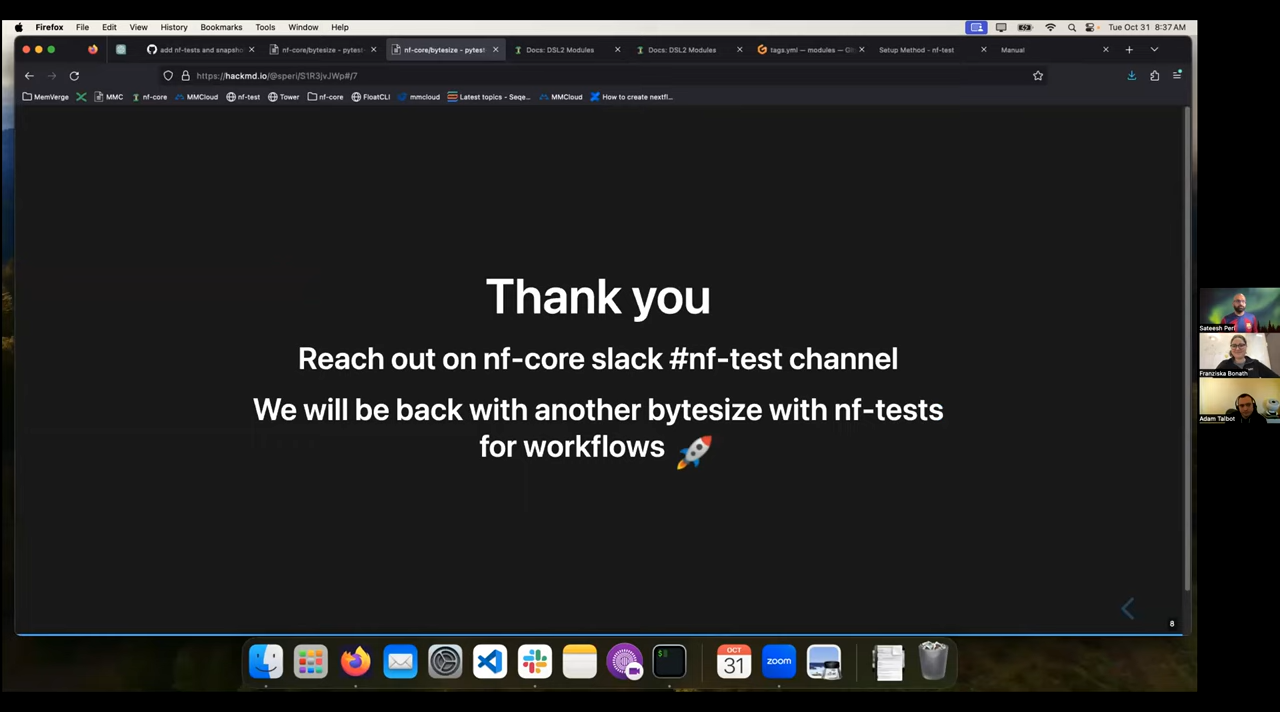 Firefox File Edit View History Bookmarks Tools Window Help Tue Oct 31 8:37 AM
add nf-tests and snapsho nf-core/bytesize - pytes nf-core/bytesize - pytest Docs: DSL2 Modules Docs: DSL2 Modules tags.yml — modules — Gi Setup Method - nf-test Manual
https://hackmd.io/@speri/S1R3jvJWp#/7
MemVerge MMC nf-core MMCloud nf-test Tower nf-core FloatCLI mmcloud Latest topics - Seqe... MMCloud How to create nextfl...
Thank you
Reach out on nf-core slack #nf-test channel
We will be back with another bytesize with nf-tests
for workflows 🚀
8
Sateesh Peri
Franziska Bonath
Adam Talbot
OCT
31
zoom